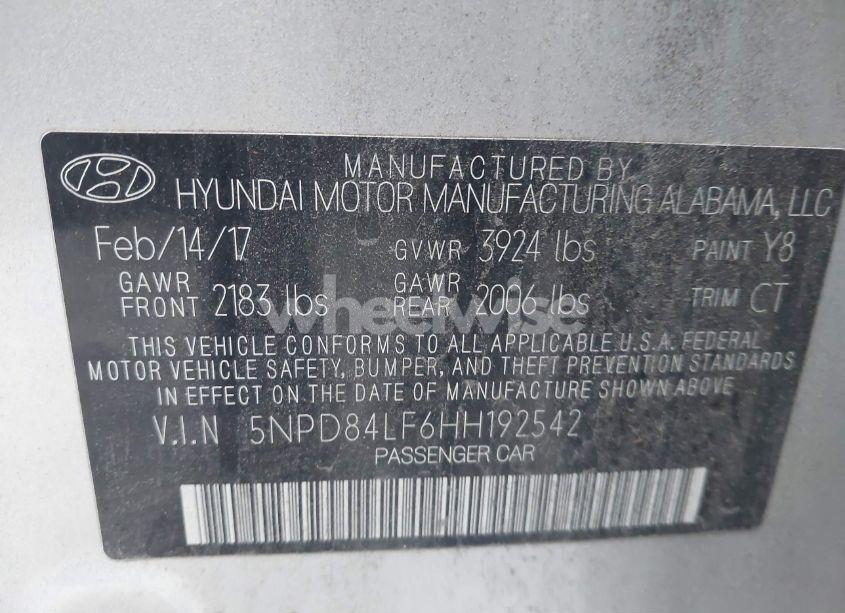 MANUFACTURED BY
HYUNDAI MOTOR MANUFACTURING ALABAMA, LLC
Feb/14/17 GVWR 3924 lbs PAINT Y8
GAWR FRONT 2183 lbs GAWR REAR 2006 lbs TRIM CT
wheelwise
THIS VEHICLE CONFORMS TO ALL APPLICABLE U.S.A. FEDERAL
MOTOR VEHICLE SAFETY, BUMPER, AND THEFT PREVENTION STANDARDS
IN EFFECT ON THE DATE OF MANUFACTURE SHOWN ABOVE
V.I.N 5NPD84LF6HH192542
PASSENGER CAR